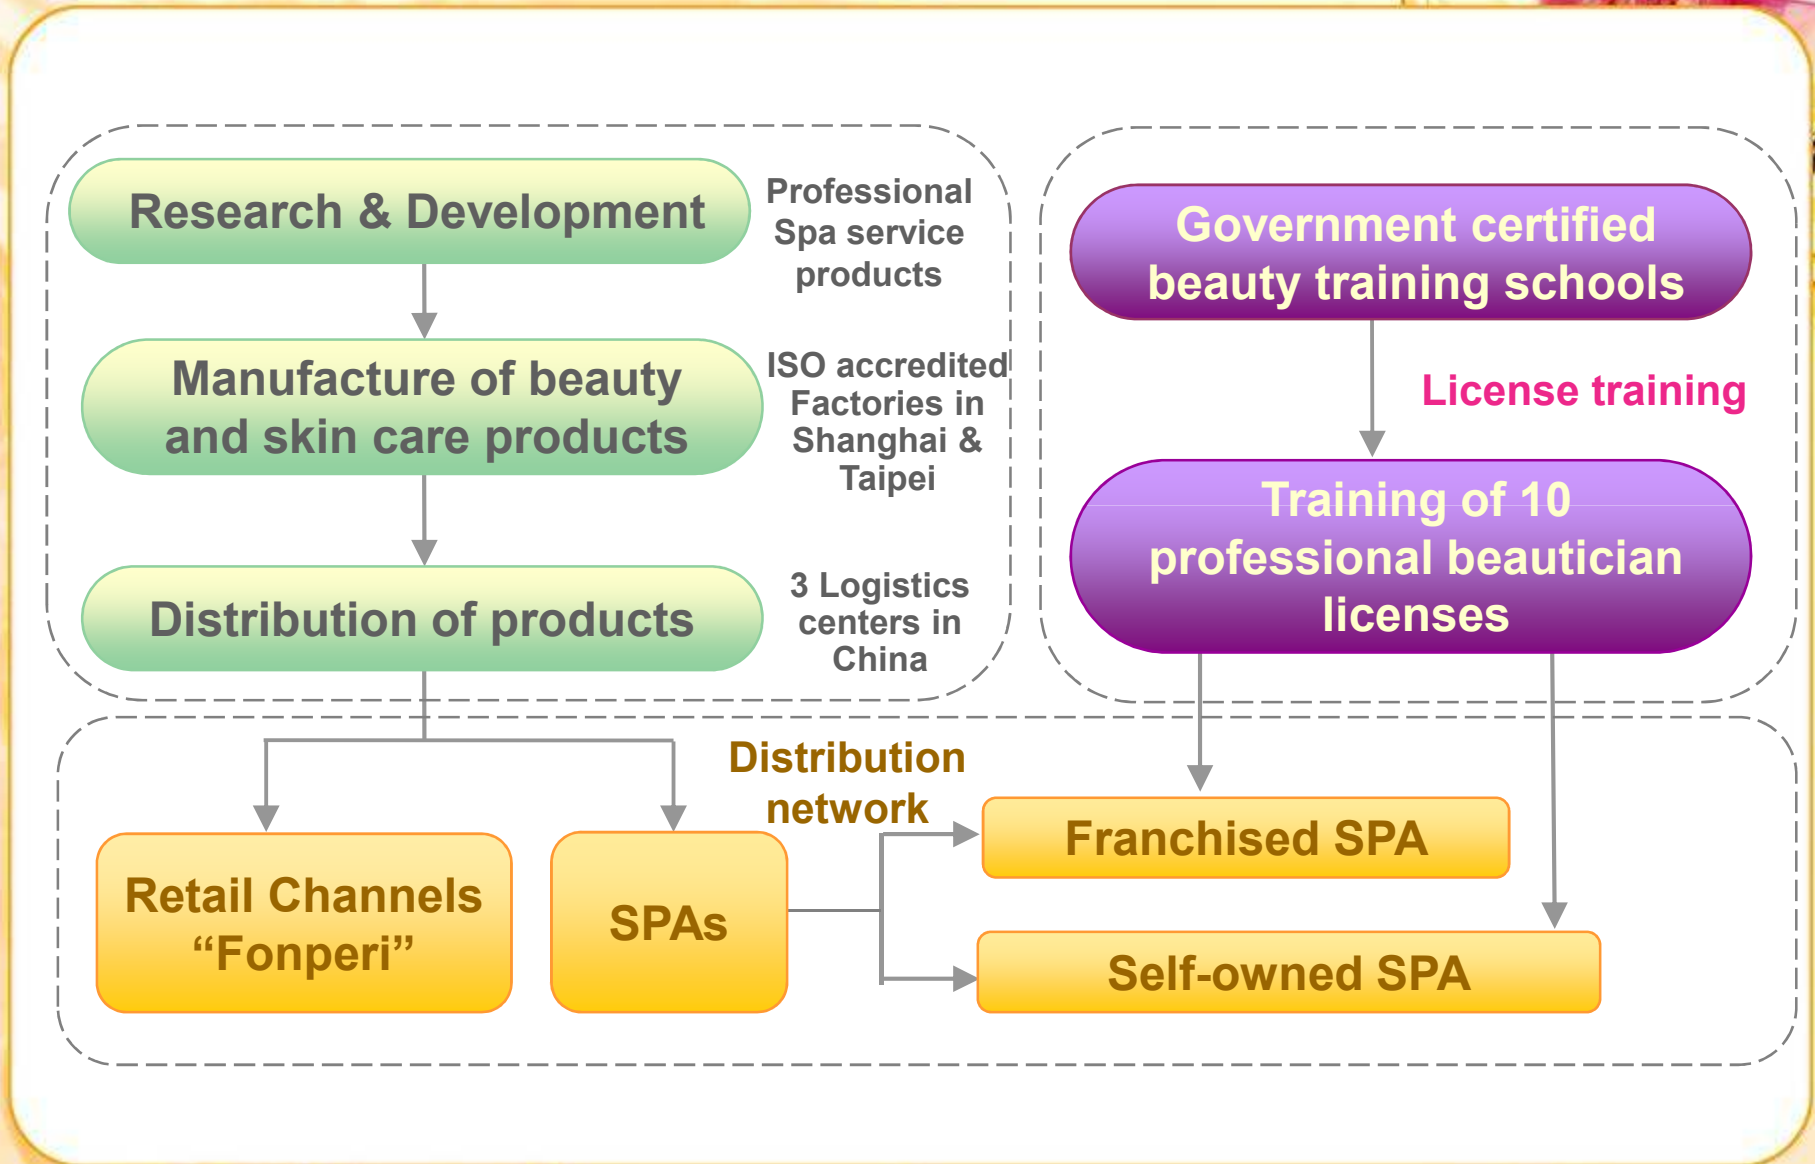 Research & Development
Professional
Spa service
products
Manufacture of beauty
and skin care products
ISO accredited
Factories in
Shanghai &
Taipei
Distribution of products
3 Logistics
centers in
China
Government certified
beauty training schools
License training
Training of 10
professional beautician
licenses
Distribution
network
Retail Channels
“Fonperi”
SPAs
Franchised SPA
Self-owned SPA